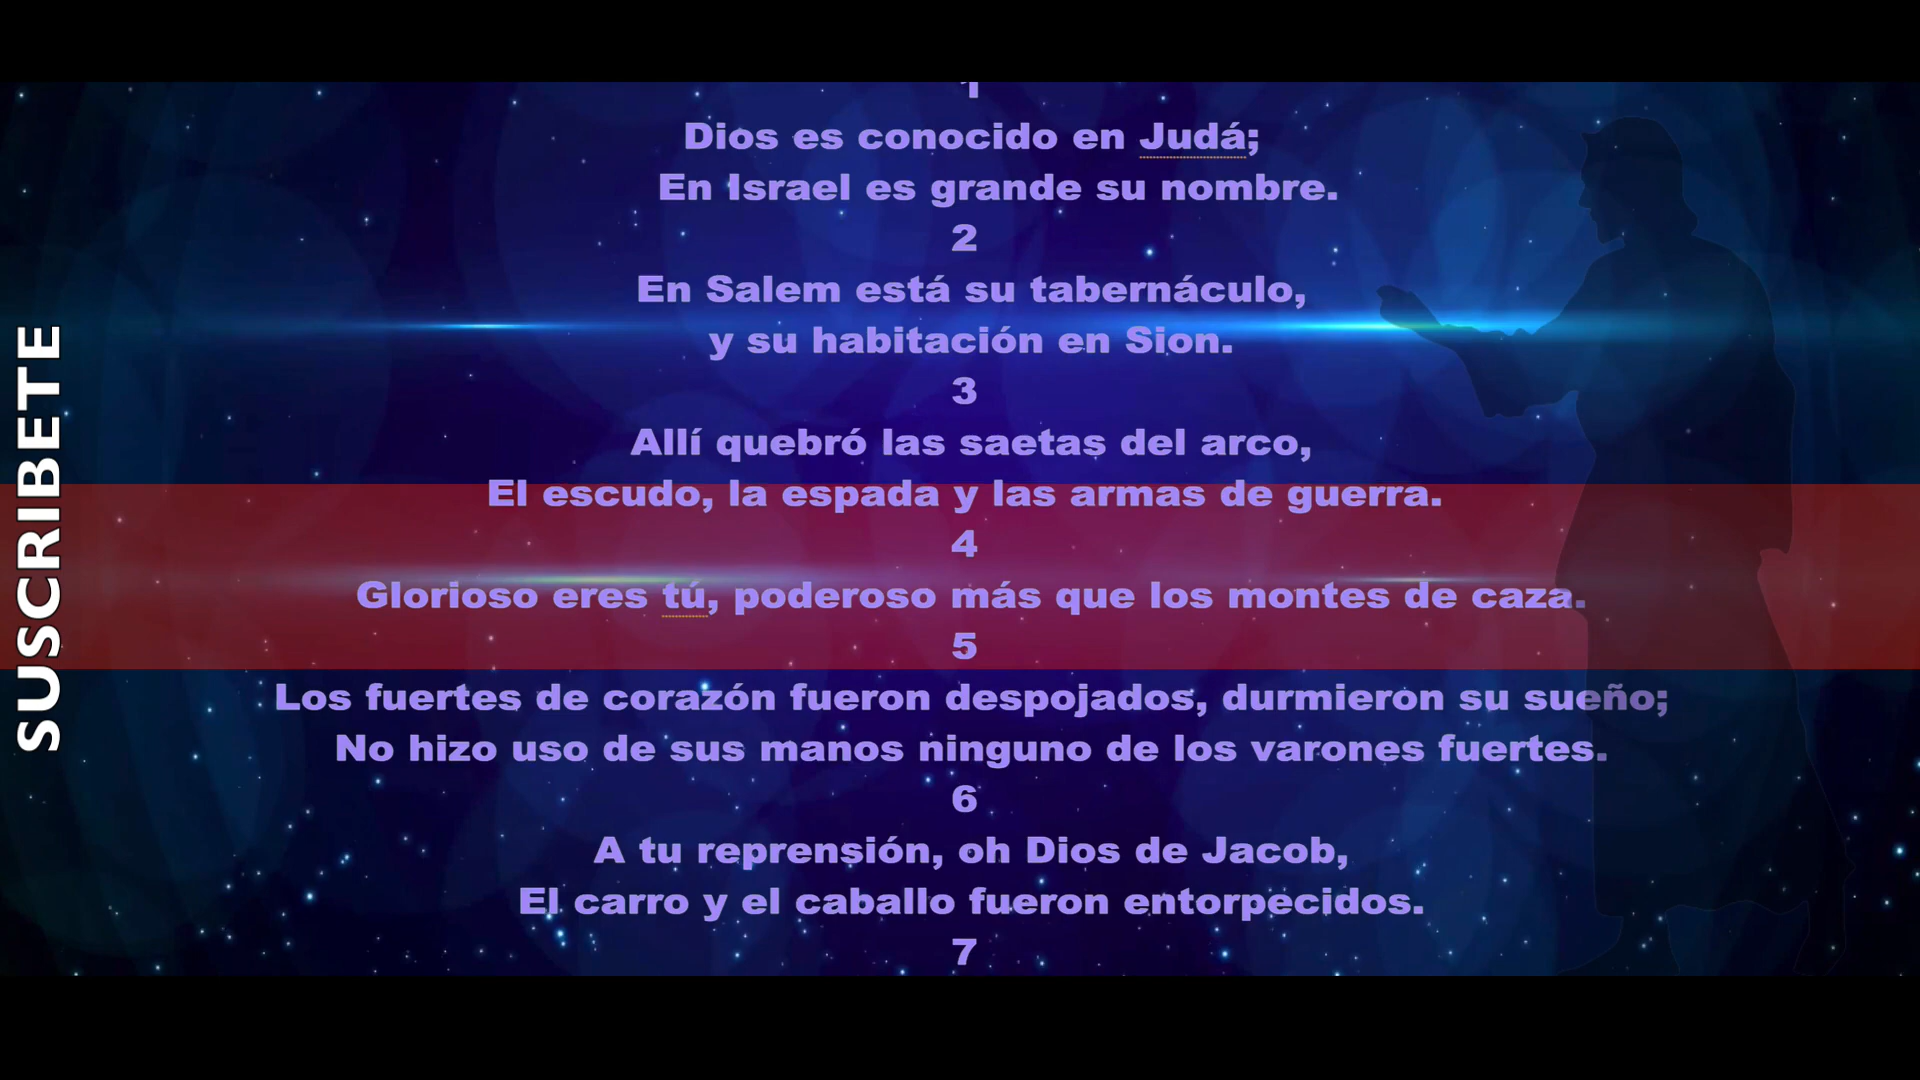 1
Dios es conocido en Judá;
En Israel es grande su nombre.
2
En Salem está su tabernáculo,
y su habitación en Sion.
3
Allí quebró las saetas del arco,
El escudo, la espada y las armas de guerra.
4
Glorioso eres tú, poderoso más que los montes de caza.
5
Los fuertes de corazón fueron despojados, durmieron su sueño;
No hizo uso de sus manos ninguno de los varones fuertes.
6
A tu reprensión, oh Dios de Jacob,
El carro y el caballo fueron entorpecidos.
7
SUSCRIBETE